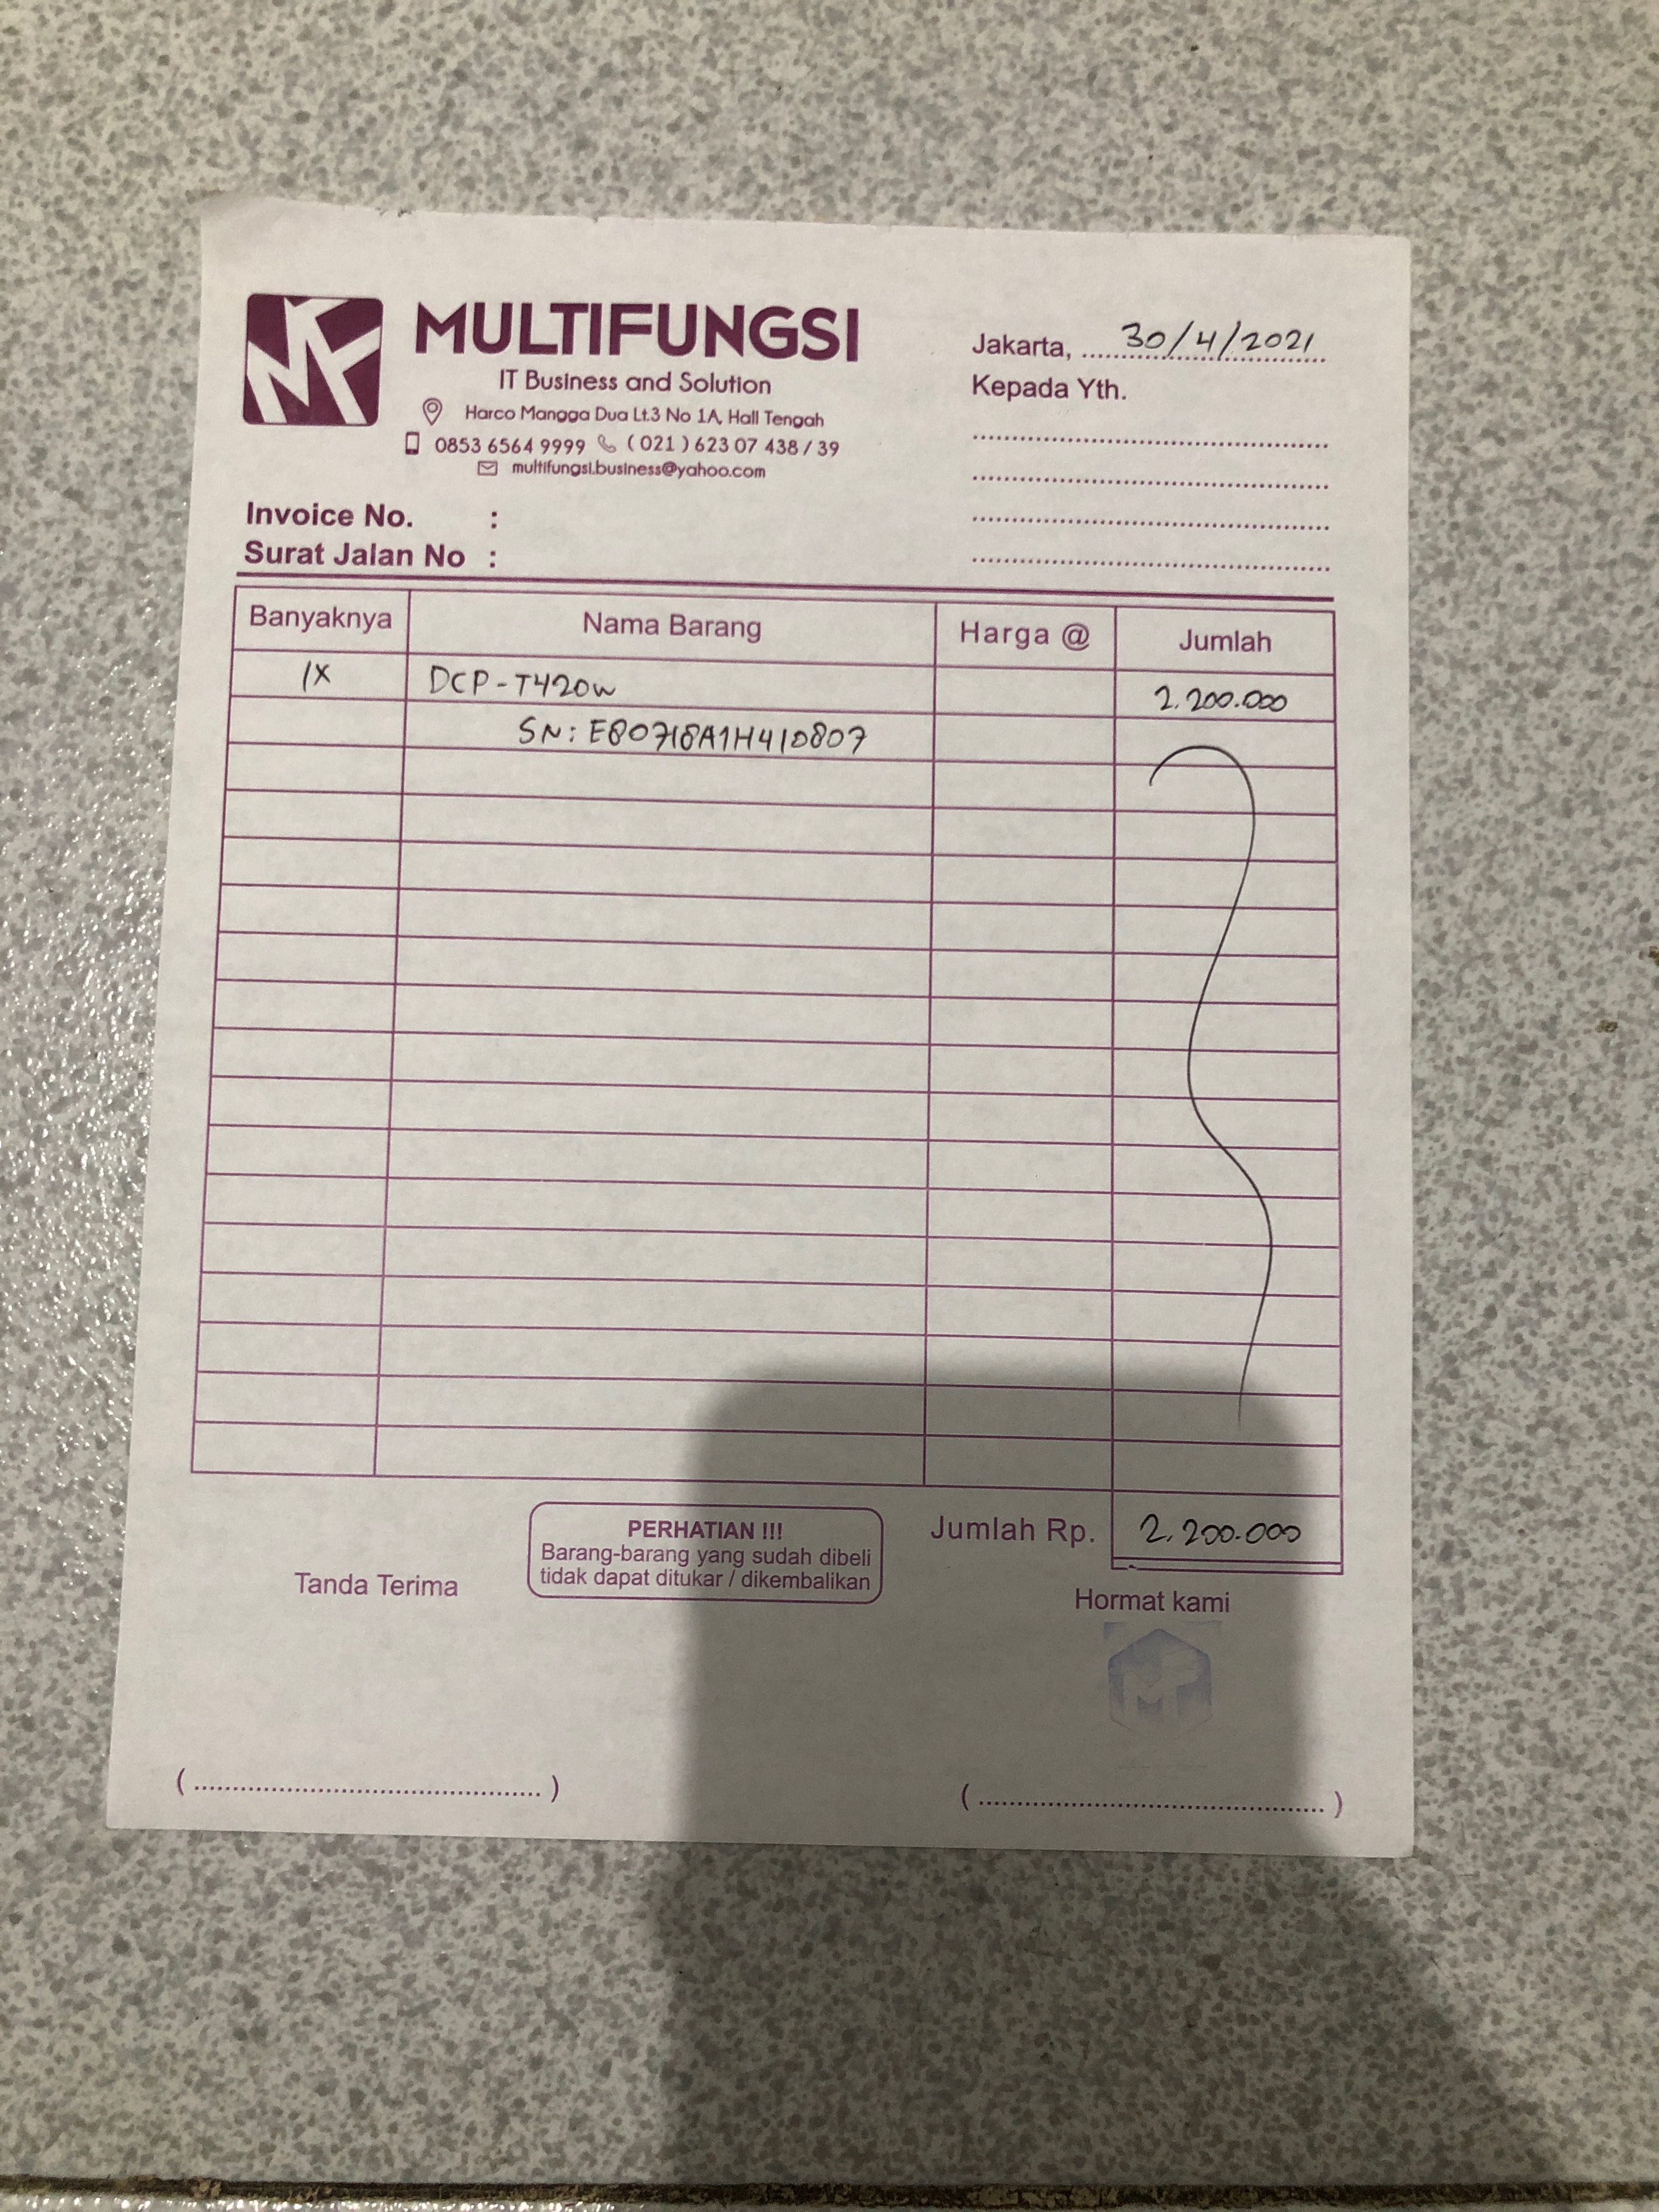 MF
MULTIFUNGSI
IT Business and Solution
Harco Mangga Dua Lt.3 No 1A, Hall Tengah
0853 6564 9999 ( 021 ) 623 07 438 / 39
multifungsi.business@yahoo.com
Jakarta, 30/4/2021
Kepada Yth.
Invoice No. :
Surat Jalan No :
Banyaknya Nama Barang Harga @ Jumlah
1X DCP-T420W 2.200.000
SN: E80718A1H410807
Jumlah Rp. 2.200.000
PERHATIAN !!!
Barang-barang yang sudah dibeli
tidak dapat ditukar / dikembalikan
Tanda Terima
Hormat kami
MF